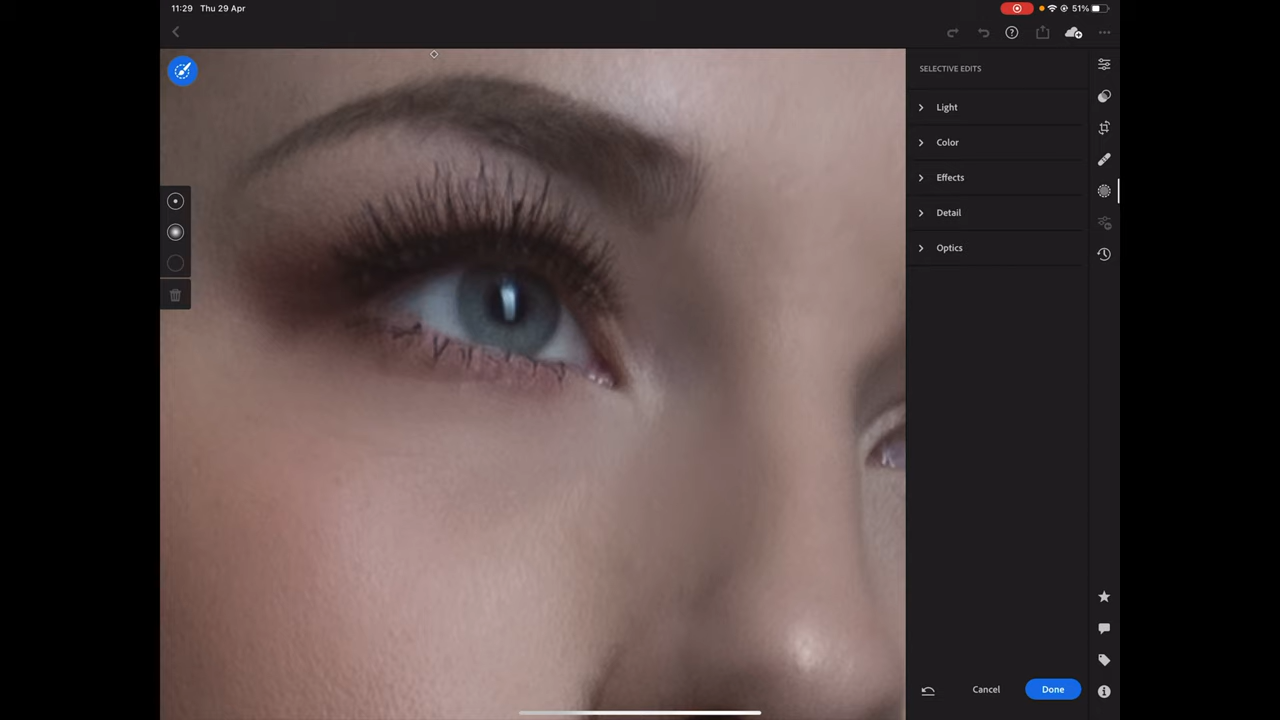 11:29 Thu 29 Apr
51%
SELECTIVE EDITS
Light
Color
Effects
Detail
Optics
Cancel
Done